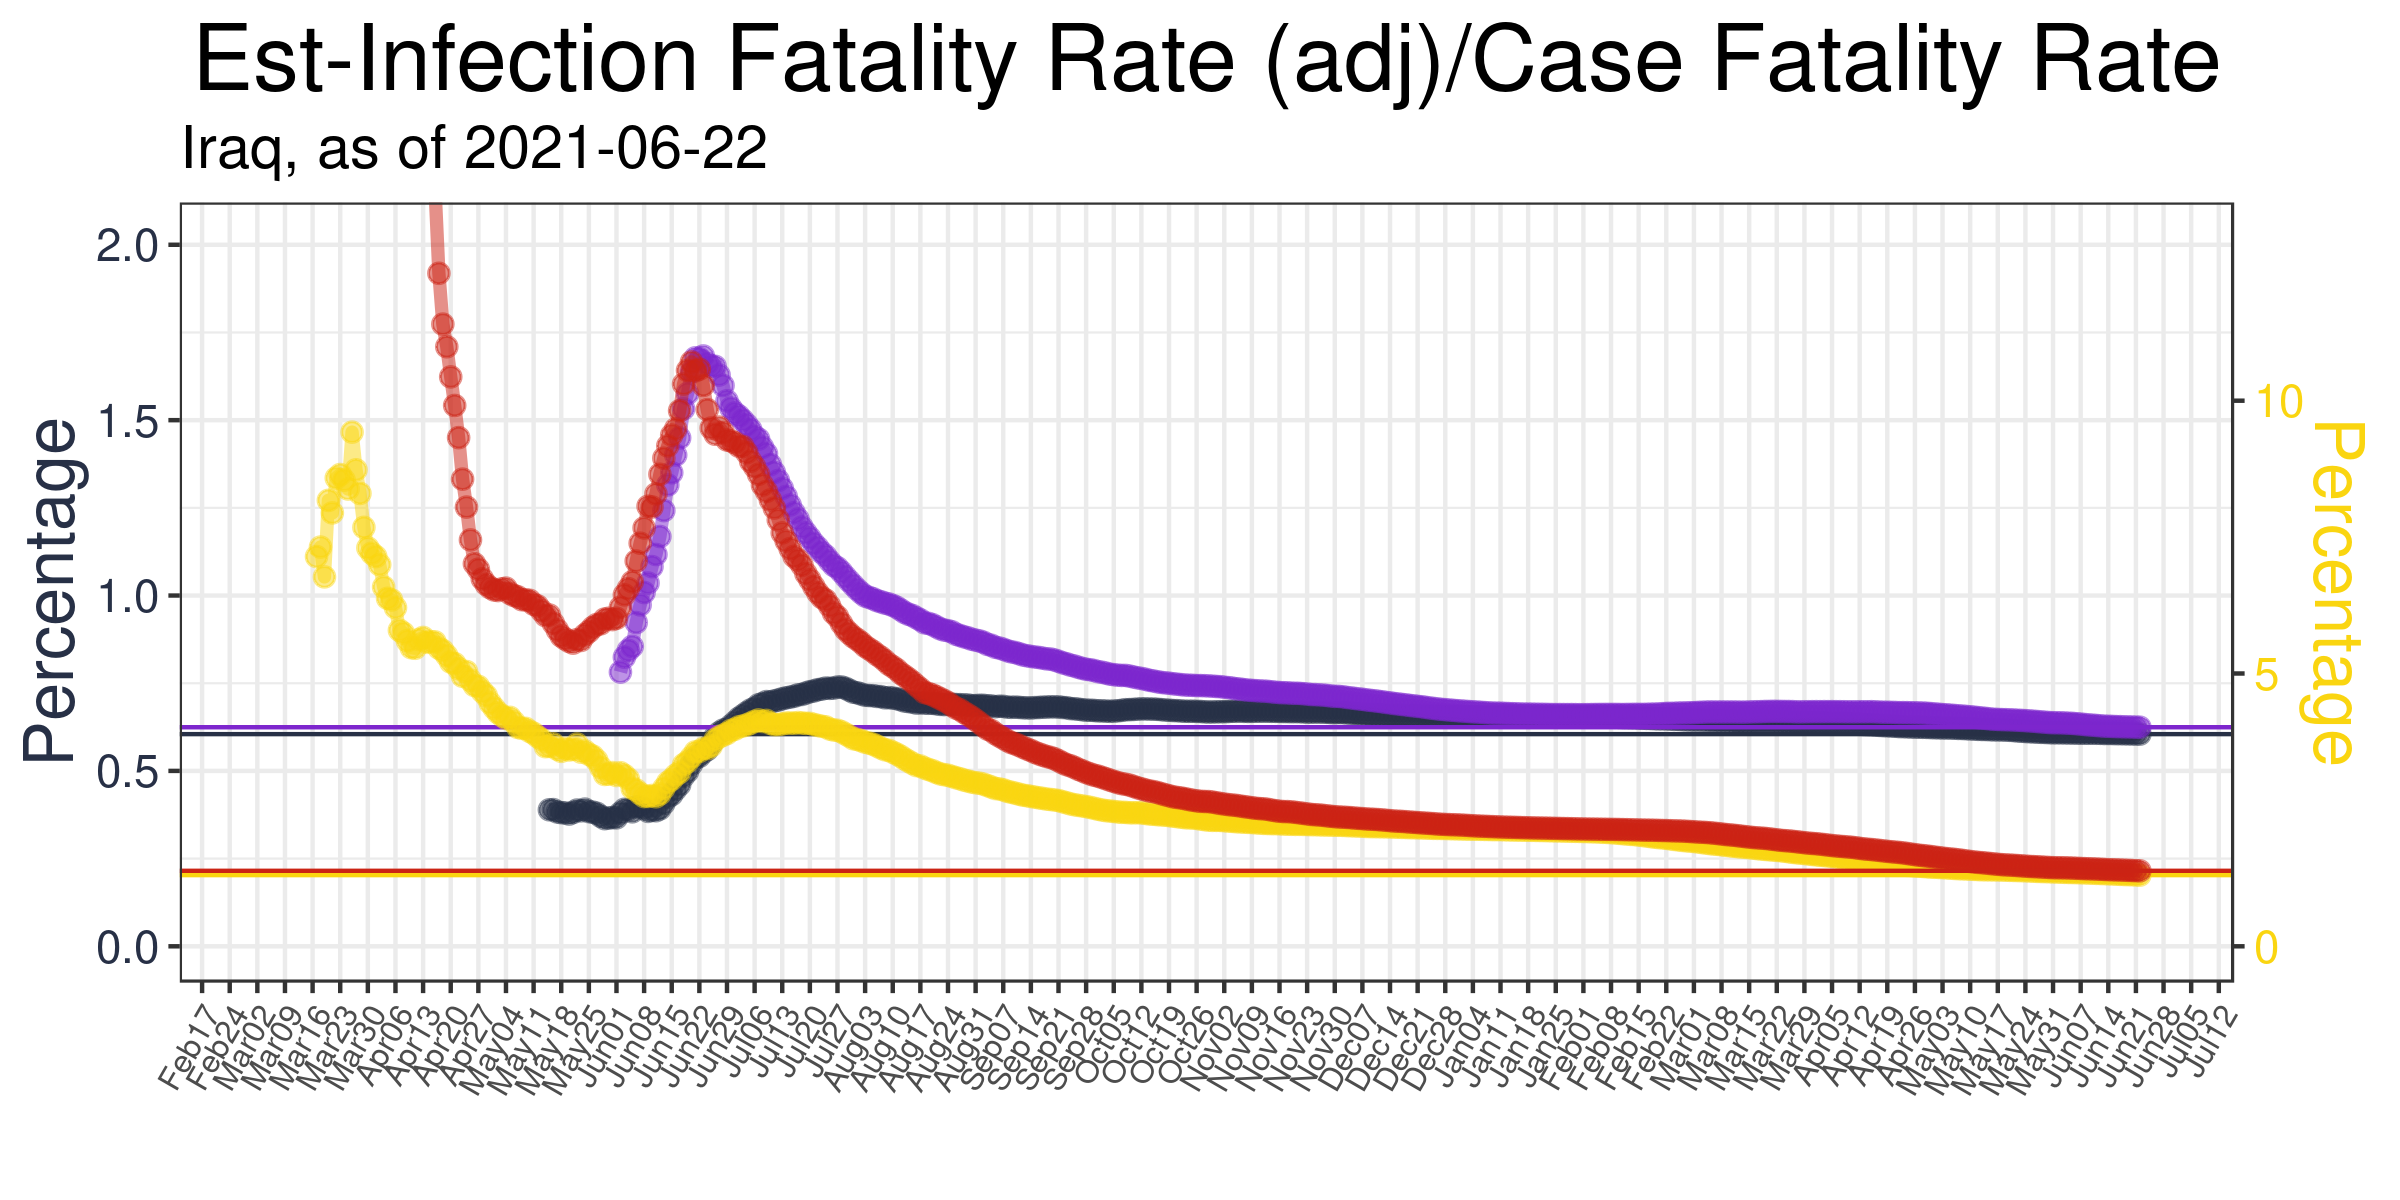 Est-Infection Fatality Rate (adj)/Case Fatality Rate
Iraq, as of 2021-06-22
Percentage
2.0
1.5
1.0
0.5
0.0
10
5
0
Percentage
Feb17
Feb24
Mar02
Mar09
Mar16
Mar23
Mar30
Apr06
Apr13
Apr20
Apr27
May04
May11
May18
May25
Jun01
Jun08
Jun15
Jun22
Jun29
Jul06
Jul13
Jul20
Jul27
Aug03
Aug10
Aug17
Aug24
Aug31
Sep07
Sep14
Sep21
Sep28
Oct05
Oct12
Oct19
Oct26
Nov02
Nov09
Nov16
Nov23
Nov30
Dec07
Dec14
Dec21
Dec28
Jan04
Jan11
Jan18
Jan25
Feb01
Feb08
Feb15
Feb22
Mar01
Mar08
Mar15
Mar22
Mar29
Apr05
Apr12
Apr19
Apr26
May03
May10
May17
May24
May31
Jun07
Jun14
Jun21
Jun28
Jul05
Jul12